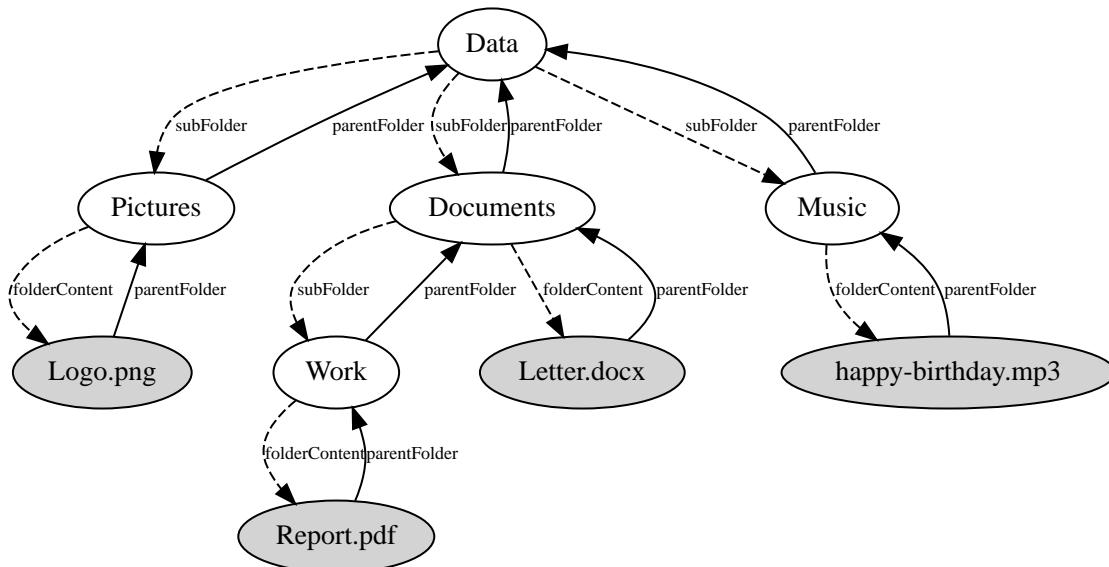 Data
subFolder parentFolder subFolder parentFolder subFolder parentFolder
Pictures Documents Music
folderContent parentFolder subFolder parentFolder folderContent parentFolder folderContent parentFolder
Logo.png Work Letter.docx happy-birthday.mp3
folderContent parentFolder
Report.pdf